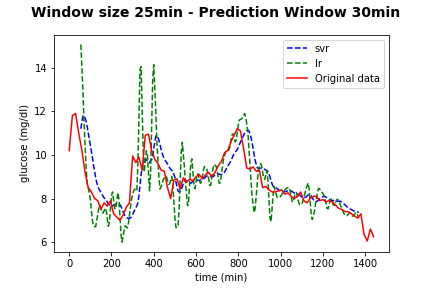 Window size 25min - Prediction Window 30min
svr
lr
Original data
glucose (mg/dl)
14
12
10
8
6
0 200 400 600 800 1000 1200 1400
time (min)